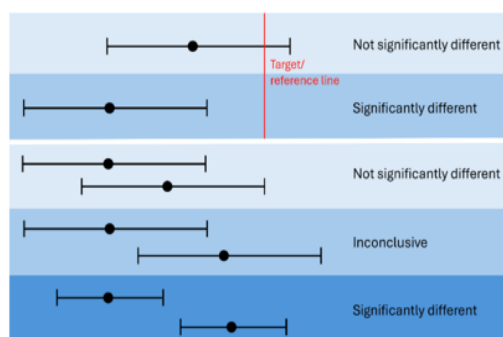 Not significantly different
Target/
reference line
Significantly different
Not significantly different
Inconclusive
Significantly different